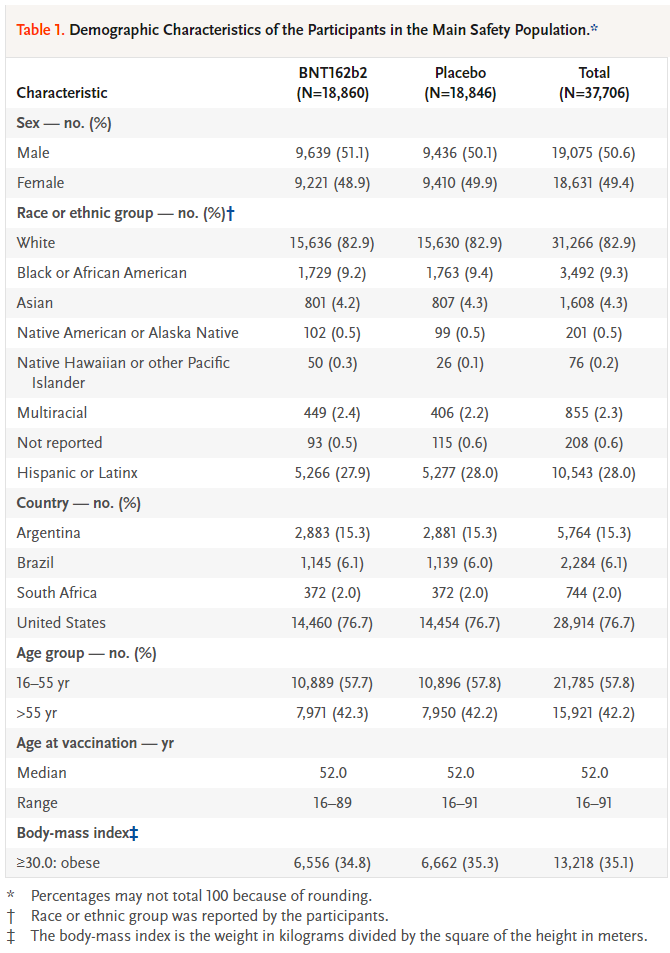 Table 1. Demographic Characteristics of the Participants in the Main Safety Population.*
Characteristic BNT162b2 (N=18,860) Placebo (N=18,846) Total (N=37,706)
Sex — no. (%)
Male 9,639 (51.1) 9,436 (50.1) 19,075 (50.6)
Female 9,221 (48.9) 9,410 (49.9) 18,631 (49.4)
Race or ethnic group — no. (%)†
White 15,636 (82.9) 15,630 (82.9) 31,266 (82.9)
Black or African American 1,729 (9.2) 1,763 (9.4) 3,492 (9.3)
Asian 801 (4.2) 807 (4.3) 1,608 (4.3)
Native American or Alaska Native 102 (0.5) 99 (0.5) 201 (0.5)
Native Hawaiian or other Pacific 50 (0.3) 26 (0.1) 76 (0.2)
Islander
Multiracial 449 (2.4) 406 (2.2) 855 (2.3)
Not reported 93 (0.5) 115 (0.6) 208 (0.6)
Hispanic or Latinx 5,266 (27.9) 5,277 (28.0) 10,543 (28.0)
Country — no. (%)
Argentina 2,883 (15.3) 2,881 (15.3) 5,764 (15.3)
Brazil 1,145 (6.1) 1,139 (6.0) 2,284 (6.1)
South Africa 372 (2.0) 372 (2.0) 744 (2.0)
United States 14,460 (76.7) 14,454 (76.7) 28,914 (76.7)
Age group — no. (%)
16–55 yr 10,889 (57.7) 10,896 (57.8) 21,785 (57.8)
>55 yr 7,971 (42.3) 7,950 (42.2) 15,921 (42.2)
Age at vaccination — yr
Median 52.0 52.0 52.0
Range 16–89 16–91 16–91
Body-mass index‡
≥30.0: obese 6,556 (34.8) 6,662 (35.3) 13,218 (35.1)
* Percentages may not total 100 because of rounding.
† Race or ethnic group was reported by the participants.
‡ The body-mass index is the weight in kilograms divided by the square of the height in meters.